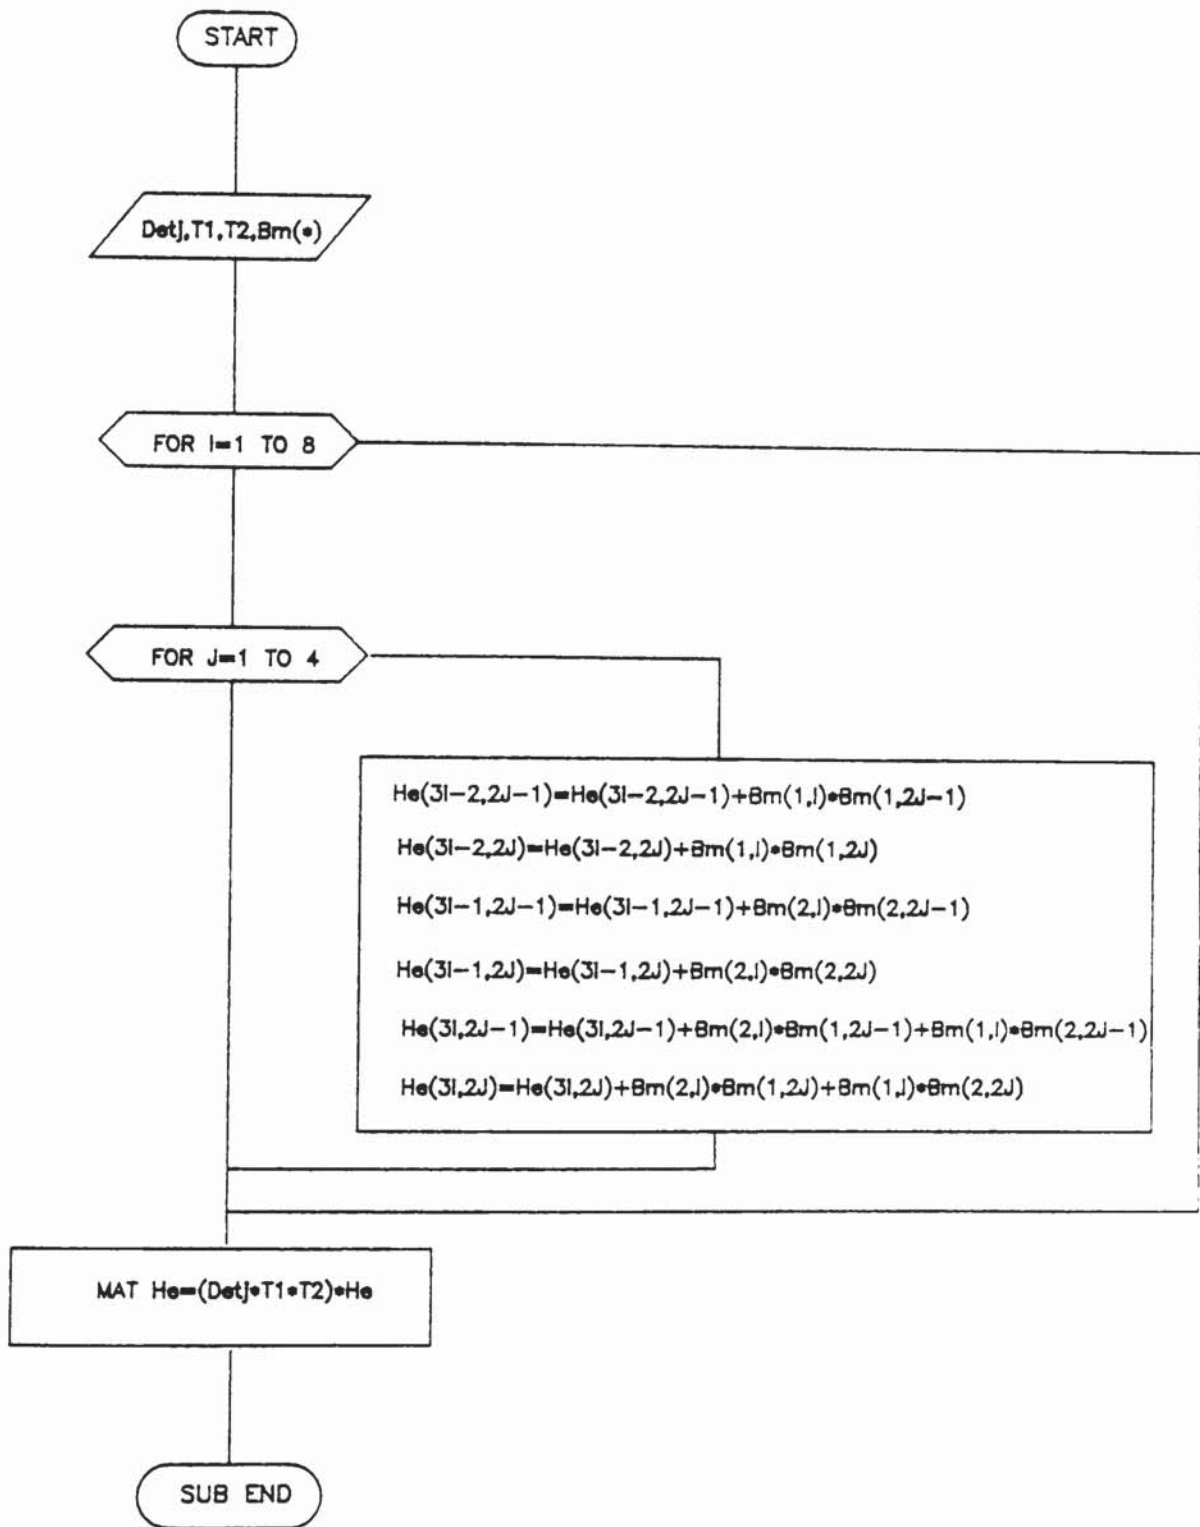 START
Detj,T1,T2,Bm(*)
FOR I=1 TO 8
FOR J=1 TO 4
He(3I-2,2J-1)=He(3I-2,2J-1)+Bm(1,I)*Bm(1,2J-1)
He(3I-2,2J)=He(3I-2,2J)+Bm(1,I)*Bm(1,2J)
He(3I-1,2J-1)=He(3I-1,2J-1)+Bm(2,I)*Bm(2,2J-1)
He(3I-1,2J)=He(3I-1,2J)+Bm(2,I)*Bm(2,2J)
He(3I,2J-1)=He(3I,2J-1)+Bm(2,I)*Bm(1,2J-1)+Bm(1,I)*Bm(2,2J-1)
He(3I,2J)=He(3I,2J)+Bm(2,I)*Bm(1,2J)+Bm(1,I)*Bm(2,2J)
MAT He=(Detj*T1*T2)*He
SUB END